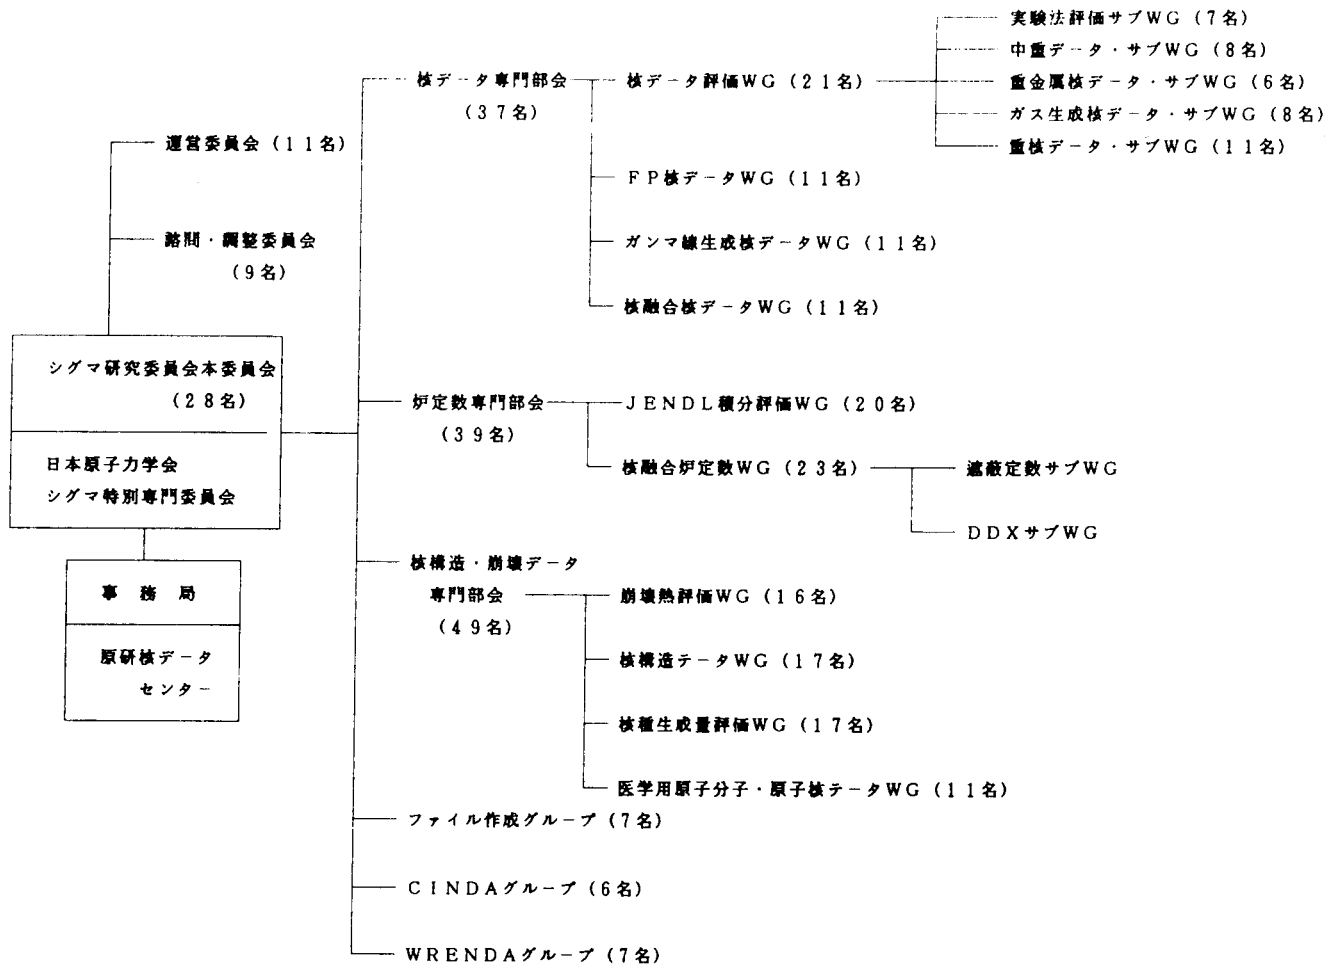 実験法評価サブWG (7名)
中重データ・サブWG (8名)
重金属核データ・サブWG (6名)
ガス生成核データ・サブWG (8名)
重核データ・サブWG (11名)
核データ専門部会
(37名)
核データ評価WG (21名)
FP核データWG (11名)
ガンマ線生成核データWG (11名)
核融合核データWG (11名)
運営委員会 (11名)
諮問・調整委員会
(9名)
シグマ研究委員会本委員会
(28名)
日本原子力学会
シグマ特別専門委員会
事務局
原研核データ
センター
炉定数専門部会
(39名)
JENDL積分評価WG (20名)
核融合炉定数WG (23名)
遮蔽定数サブWG
DDXサブWG
核構造・崩壊データ
専門部会
(49名)
崩壊熱評価WG (16名)
核構造テータWG (17名)
核種生成量評価WG (17名)
医学用原子分子・原子核テータWG (11名)
ファイル作成グループ (7名)
CINDAグループ (6名)
WRENDAグループ (7名)